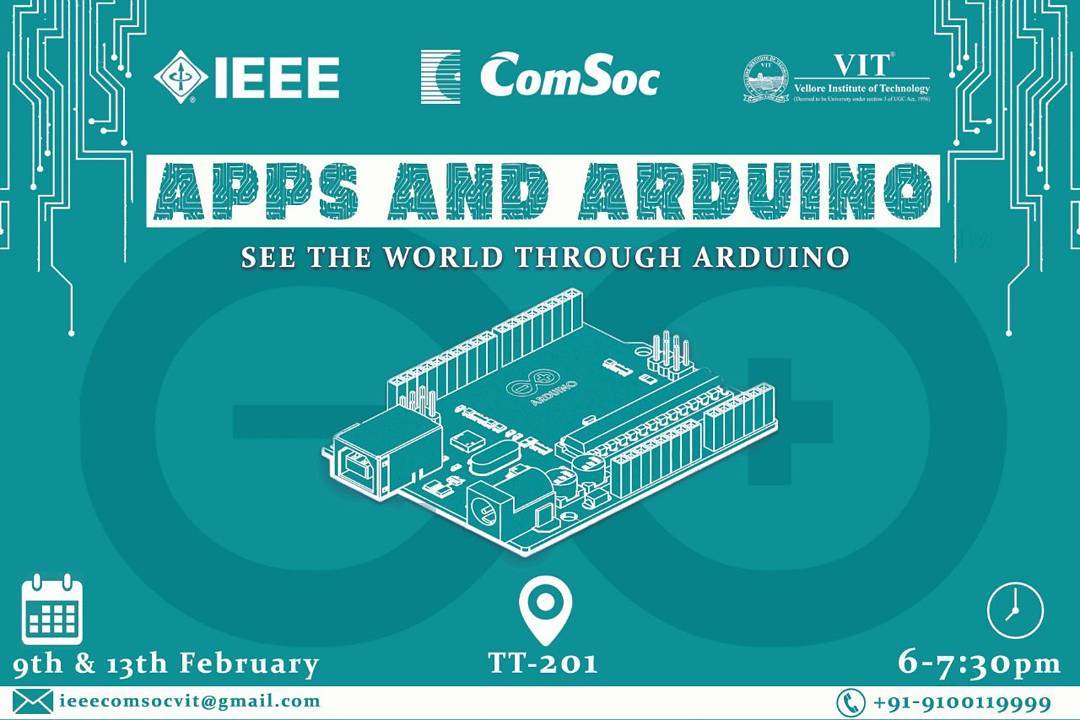 IEEE
ComSoc
VIT®
Vellore Institute of Technology
(Deemed to be University under section 3 of UGC Act, 1956)
APPS AND ARDUINO
SEE THE WORLD THROUGH ARDUINO
ARDUINO
9th & 13th February
TT-201
6-7:30pm
ieeecomsocvit@gmail.com
+91-9100119999